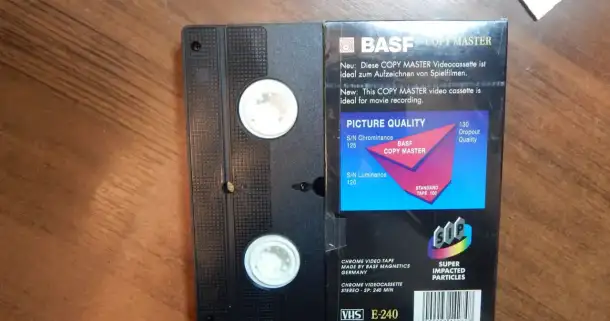 BASF COPY MASTER
Neu: Diese COPY MASTER Videocassette ist
ideal zum Aufzeichnen von Spielfilmen.
New: This COPY MASTER video cassette is
ideal for movie recording.
PICTURE QUALITY
S/N Chrominance
125
130
Dropout
Quality
BASF
COPY MASTER
S/N Luminance
120
STANDARD
TAPE 100
SIP
SUPER
IMPACTED
PARTICLES
CHROME VIDEO-TAPE
MADE BY BASF MAGNETICS
GERMANY
CHROME VIDEOCASSETTE
STEREO - SP: 240 MIN
VHS E-240